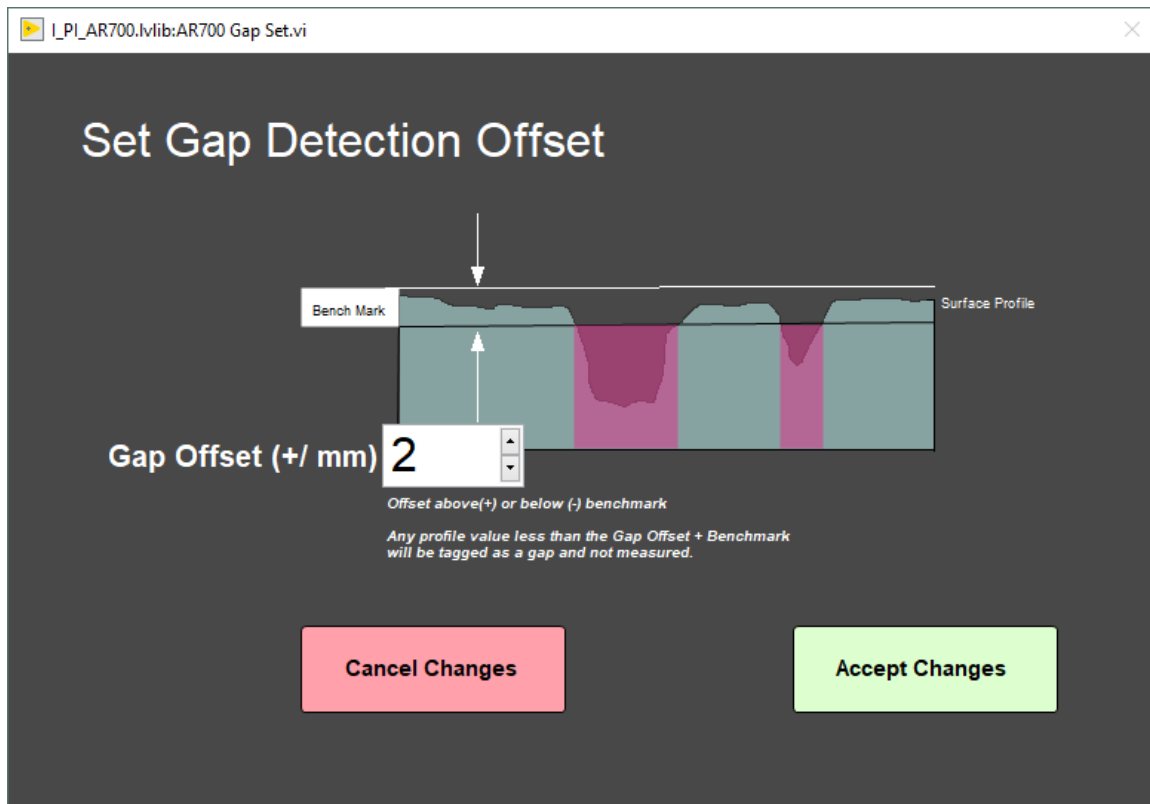 I_PI_AR700.lvlib:AR700 Gap Set.vi
Set Gap Detection Offset
Bench Mark
Surface Profile
Gap Offset (+/ mm)
2
Offset above(+) or below (-) benchmark
Any profile value less than the Gap Offset + Benchmark
will be tagged as a gap and not measured.
Cancel Changes
Accept Changes